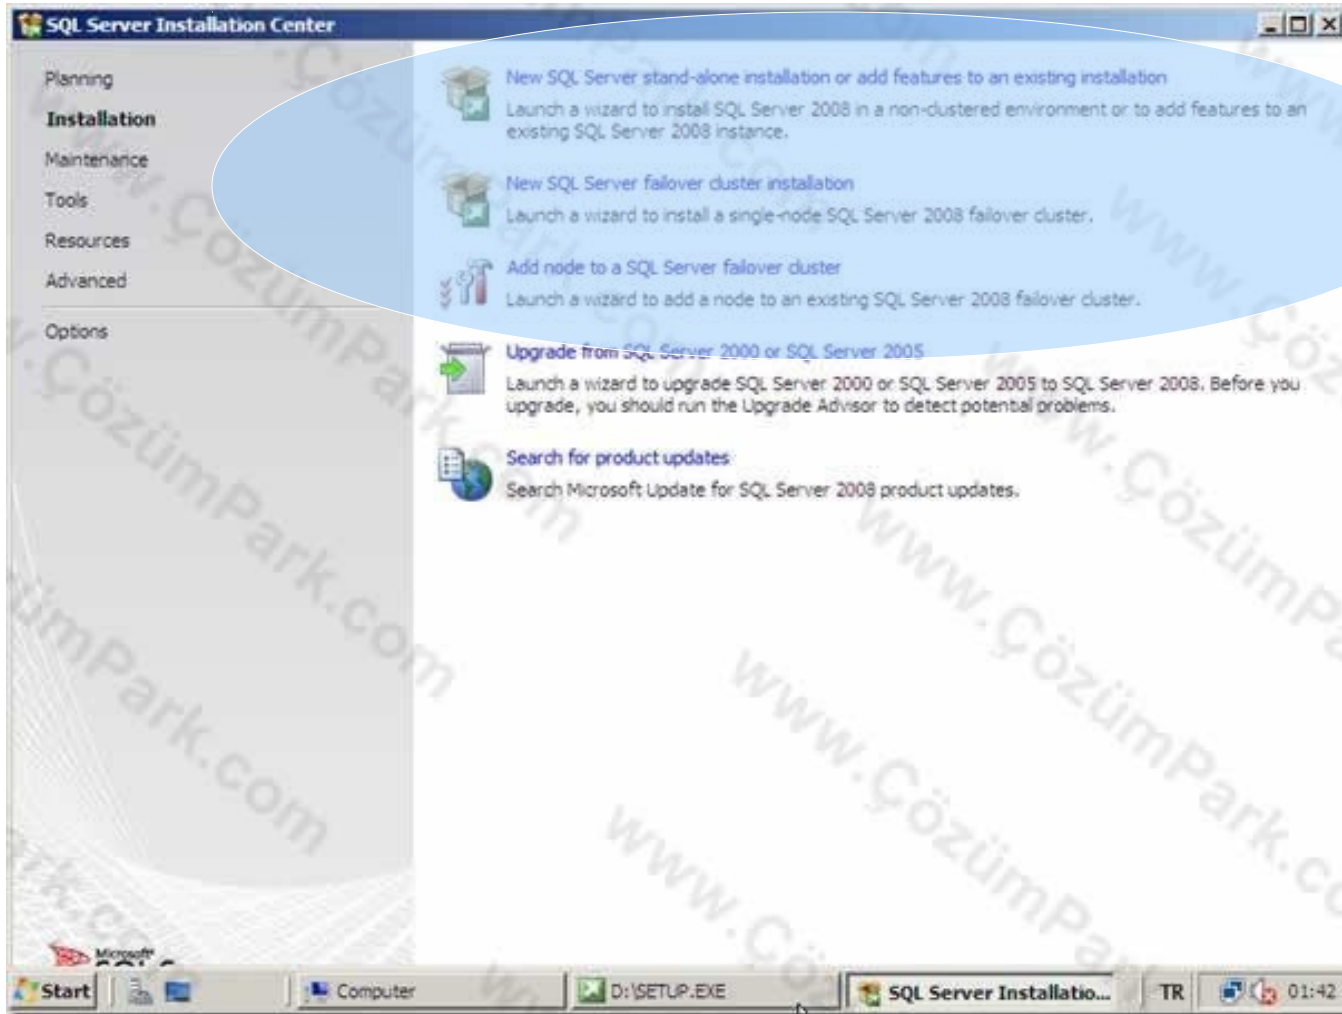 SQL Server Installation Center
Planning
Installation
Maintenance
Tools
Resources
Advanced
Options
New SQL Server stand-alone installation or add features to an existing installation
Launch a wizard to install SQL Server 2008 in a non-clustered environment or to add features to an
existing SQL Server 2008 instance.
New SQL Server failover cluster installation
Launch a wizard to install a single-node SQL Server 2008 failover cluster.
Add node to a SQL Server failover cluster
Launch a wizard to add a node to an existing SQL Server 2008 failover cluster.
Upgrade from SQL Server 2000 or SQL Server 2005
Launch a wizard to upgrade SQL Server 2000 or SQL Server 2005 to SQL Server 2008. Before you
upgrade, you should run the Upgrade Advisor to detect potential problems.
Search for product updates
Search Microsoft Update for SQL Server 2008 product updates.
www.ÇözümPark.com
Microsoft
Start
Computer
D:\SETUP.EXE
SQL Server Installatio...
TR
01:42